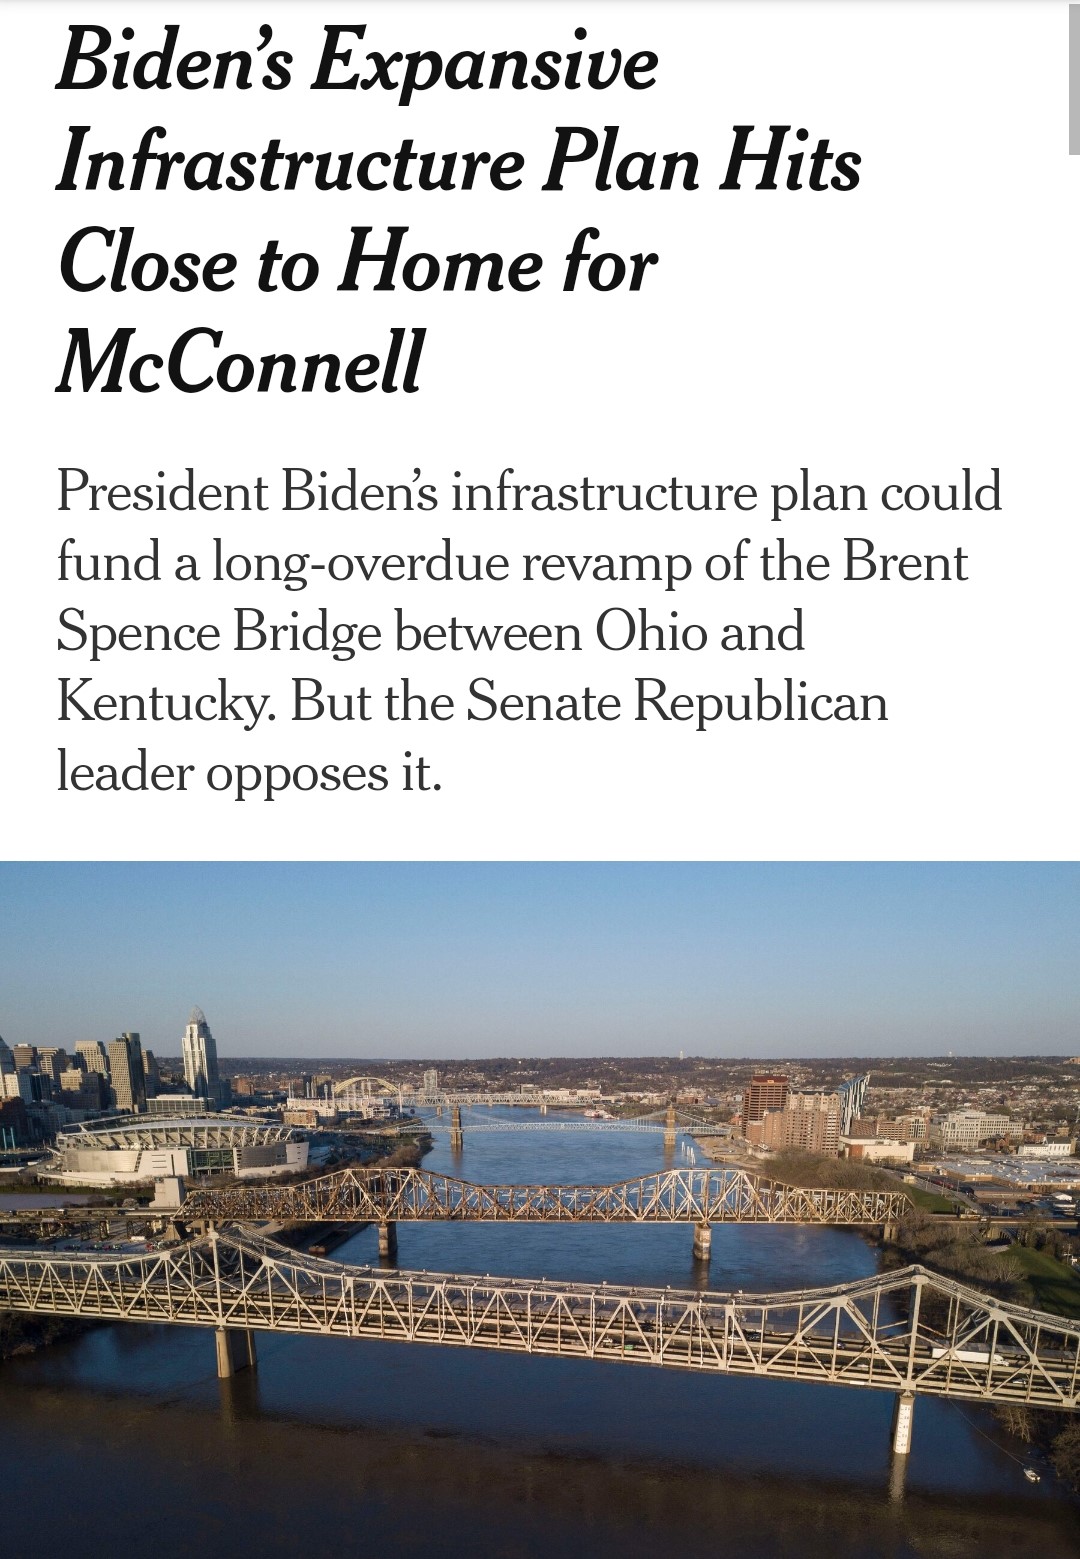 Biden’s Expansive
Infrastructure Plan Hits
Close to Home for
McConnell
President Biden’s infrastructure plan could
fund a long-overdue revamp of the Brent
Spence Bridge between Ohio and
Kentucky. But the Senate Republican
leader opposes it.